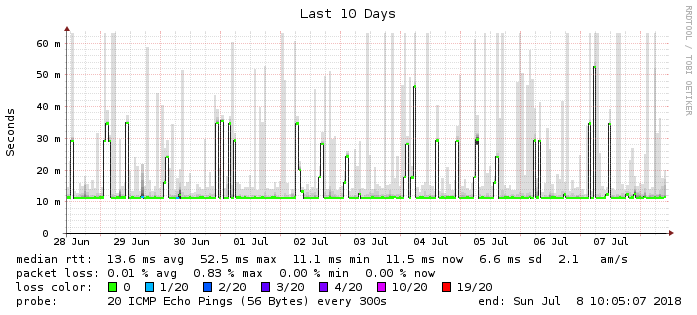 Last 10 Days
RRDTOOL / TOBI OETIKER
Seconds
60 m
50 m
40 m
30 m
20 m
10 m
0
28 Jun 29 Jun 30 Jun 01 Jul 02 Jul 03 Jul 04 Jul 05 Jul 06 Jul 07 Jul
median rtt: 13.6 ms avg 52.5 ms max 11.1 ms min 11.5 ms now 6.6 ms sd 2.1 am/s
packet loss: 0.01 % avg 0.83 % max 0.00 % min 0.00 % now
loss color: 0 1/20 2/20 3/20 4/20 10/20 19/20
probe: 20 ICMP Echo Pings (56 Bytes) every 300s end: Sun Jul 8 10:05:07 2018